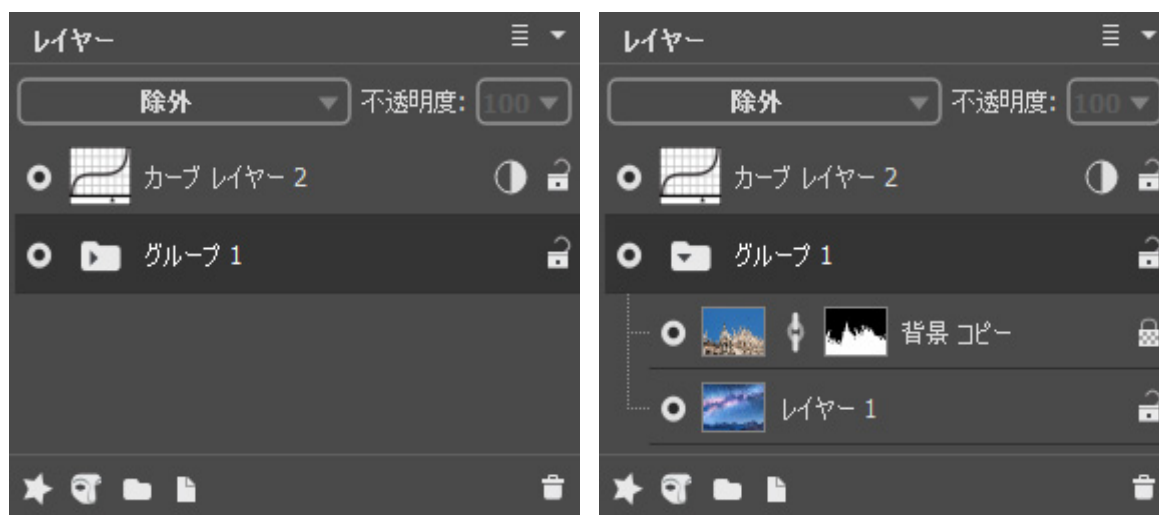 レイヤー
除外 不透明度: 100
カーブ レイヤー 2
グループ 1
レイヤー
除外 不透明度: 100
カーブ レイヤー 2
グループ 1
背景 コピー
レイヤー 1